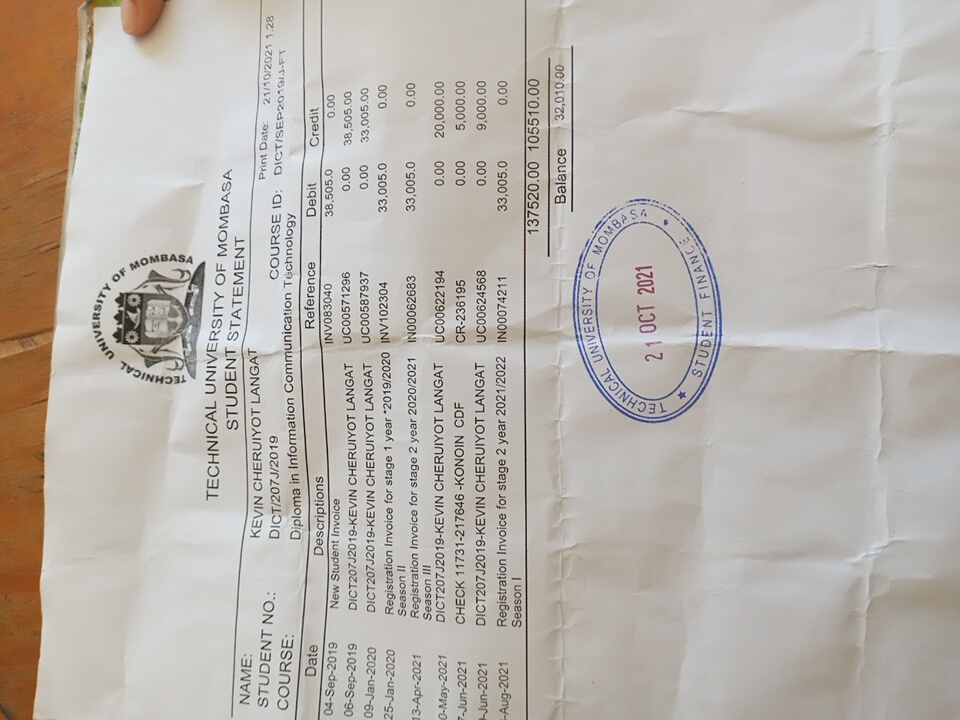 TECHNICAL UNIVERSITY OF MOMBASA
TECHNICAL UNIVERSITY OF MOMBASA
STUDENT STATEMENT
NAME: KEVIN CHERUIYOT LANGAT Print Date: 21/10/2021 1.28
STUDENT NO.: DICT/207J/2019 COURSE ID: DICT/SEP2019/J-FT
COURSE: Diploma in Information Communication Technology
Date Descriptions Reference Debit Credit
04-Sep-2019 New Student Invoice INV083040 38,505.0 0.00
06-Sep-2019 DICT207J2019-KEVIN CHERUIYOT LANGAT UC00571296 0.00 38,505.00
09-Jan-2020 DICT207J2019-KEVIN CHERUIYOT LANGAT UC00587937 0.00 33,005.00
25-Jan-2020 Registration Invoice for stage 1 year *2019/2020 INV102304 33,005.0 0.00
Season II
13-Apr-2021 Registration Invoice for stage 2 year 2020/2021 IN00062683 33,005.0 0.00
Season III
0-May-2021 DICT207J2019-KEVIN CHERUIYOT LANGAT UC00622194 0.00 20,000.00
7-Jun-2021 CHECK 11731-217646 -KONOIN CDF CR-236195 0.00 5,000.00
-Jun-2021 DICT207J2019-KEVIN CHERUIYOT LANGAT UC00624568 0.00 9,000.00
-Aug-2021 Registration Invoice for stage 2 year 2021/2022 IN00074211 33,005.0 0.00
Season I
137520.00 105510.00
Balance 32,010.00
TECHNICAL UNIVERSITY OF MOMBASA
21 OCT 2021
STUDENT FINANCE